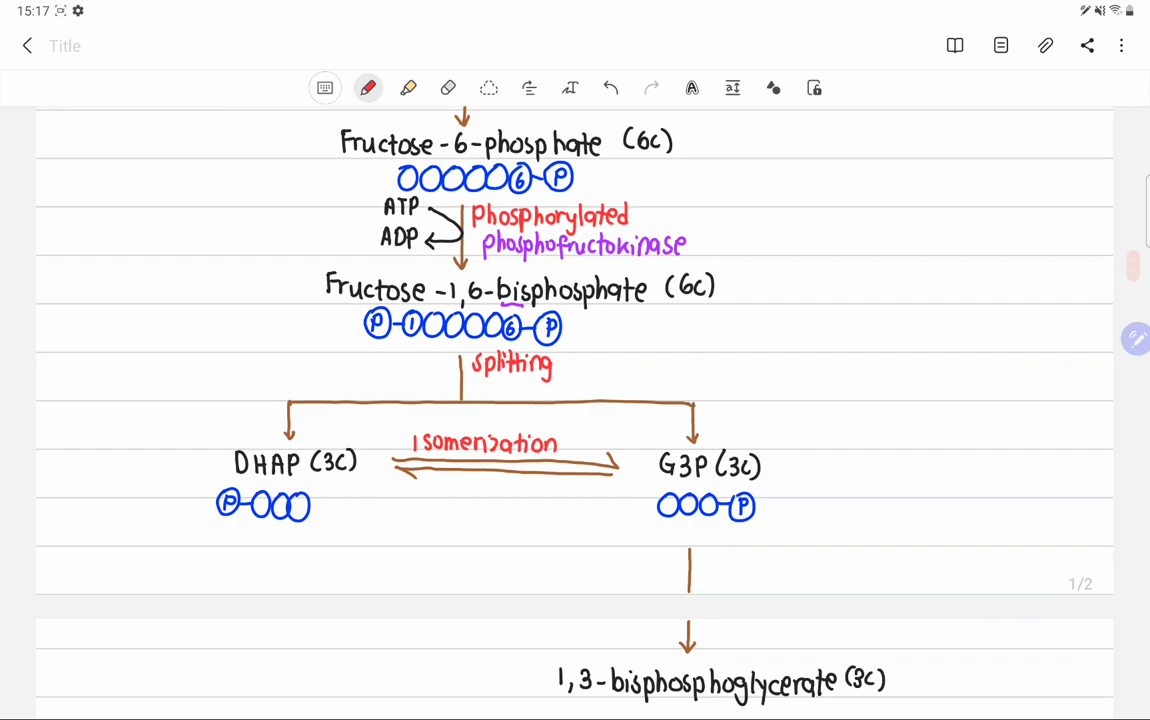 15:17
Title
Fructose-6-phosphate (6c)
6 P
ATP
phosphorylated
ADP
phosphofructokinase
Fructose-1,6-bisphosphate (6c)
P 1 6 P
splitting
Isomerization
DHAP (3c)
G3P (3c)
P
P
1/2
1,3-bisphosphoglycerate (3c)